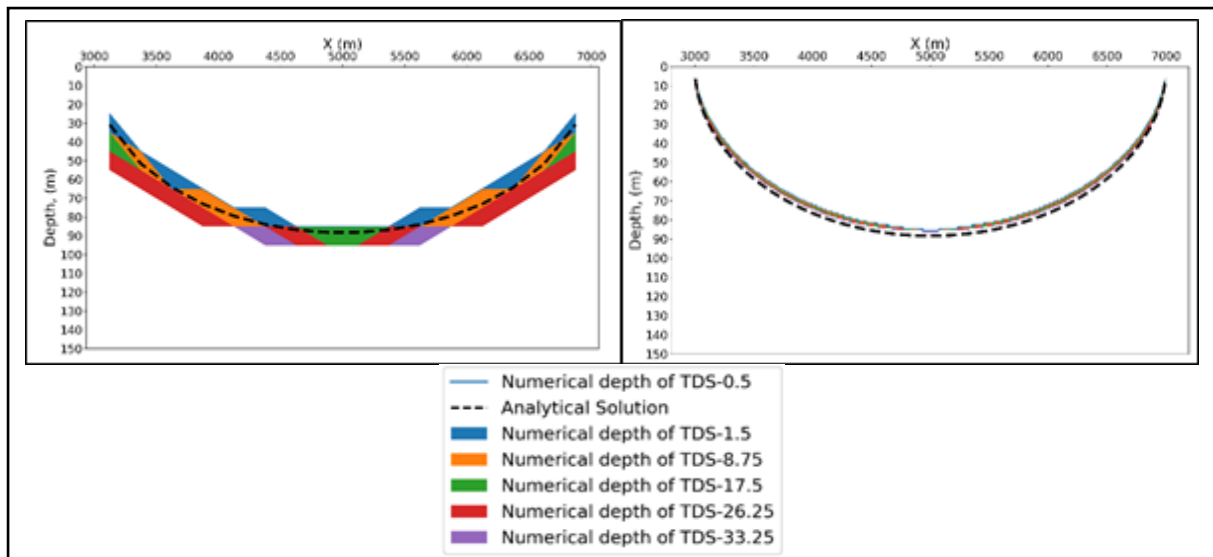 X (m)
3000 3500 4000 4500 5000 5500 6000 6500 7000
0
10
20
30
40
50
60
70
80
90
100
110
120
130
140
150
Depth, (m)
X (m)
3000 3500 4000 4500 5000 5500 6000 6500 7000
0
10
20
30
40
50
60
70
80
90
100
110
120
130
140
150
Depth, (m)
Numerical depth of TDS-0.5
Analytical Solution
Numerical depth of TDS-1.5
Numerical depth of TDS-8.75
Numerical depth of TDS-17.5
Numerical depth of TDS-26.25
Numerical depth of TDS-33.25